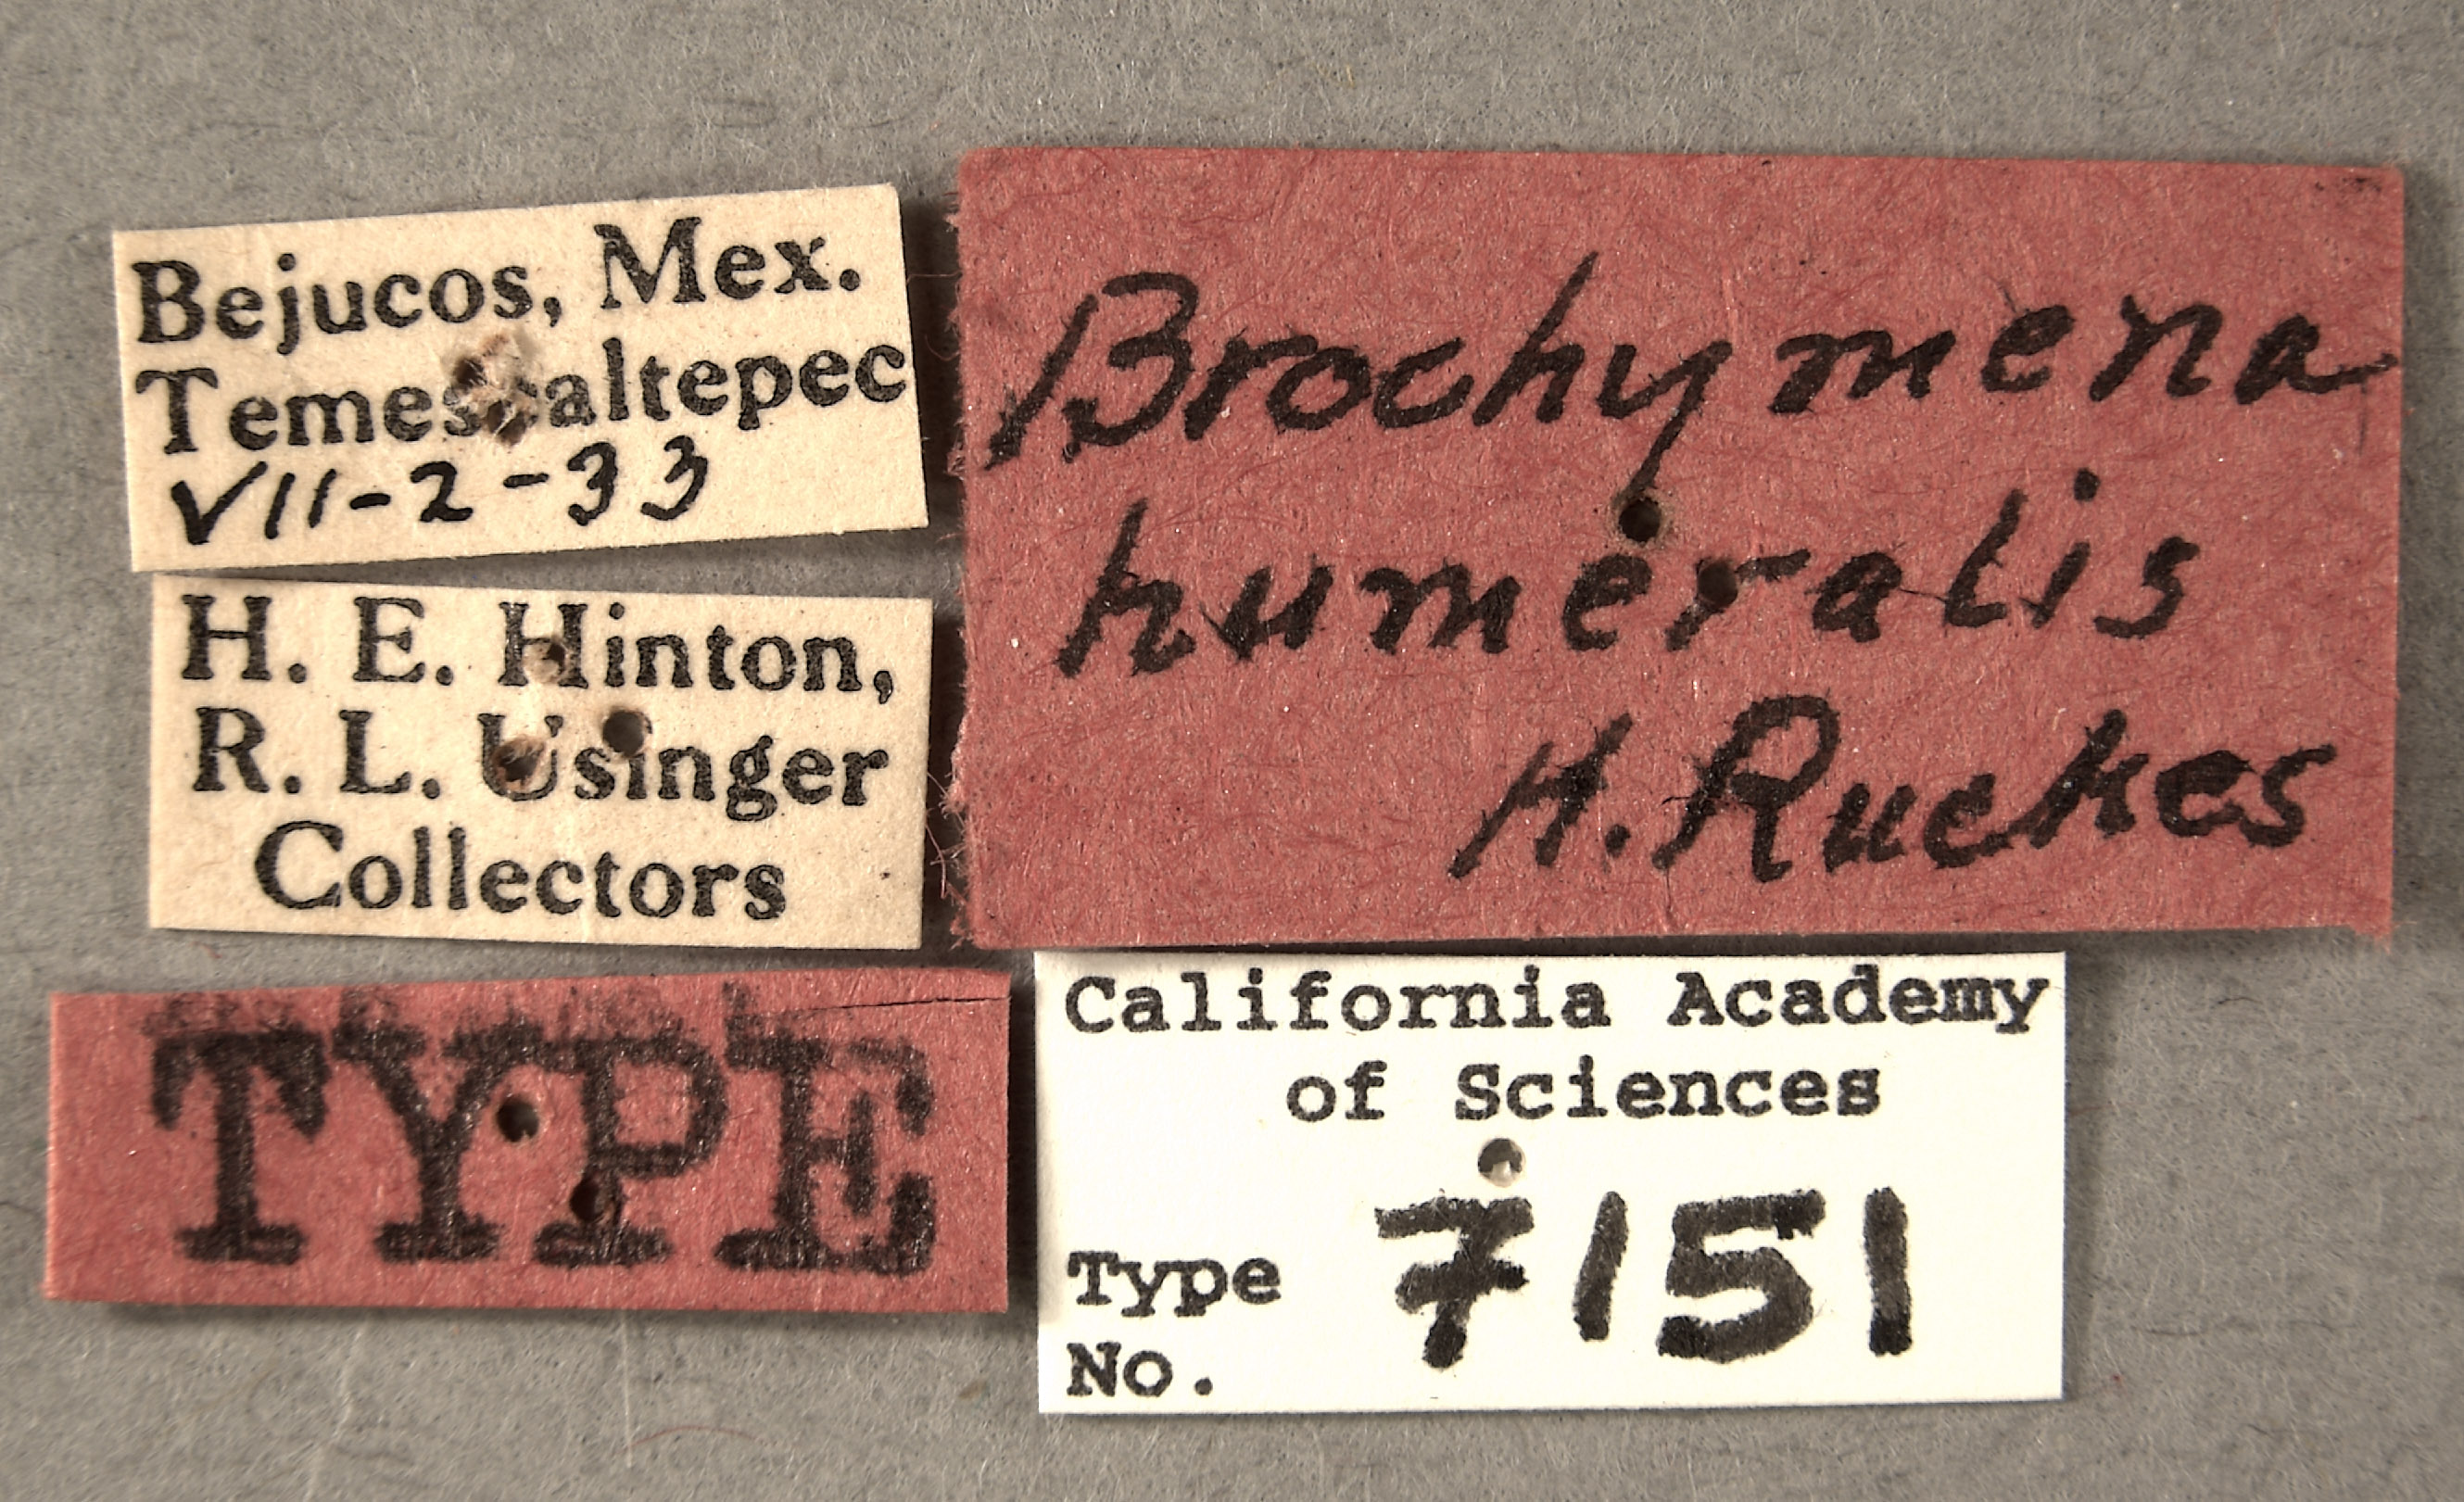 Bejucos, Mex.
Temescaltepec
VII-2-33
H. E. Hinton,
R. L. Usinger
Collectors
TYPE
Brochymena
humeralis
H. Ruckes
California Academy
of Sciences
Type
No. 7151